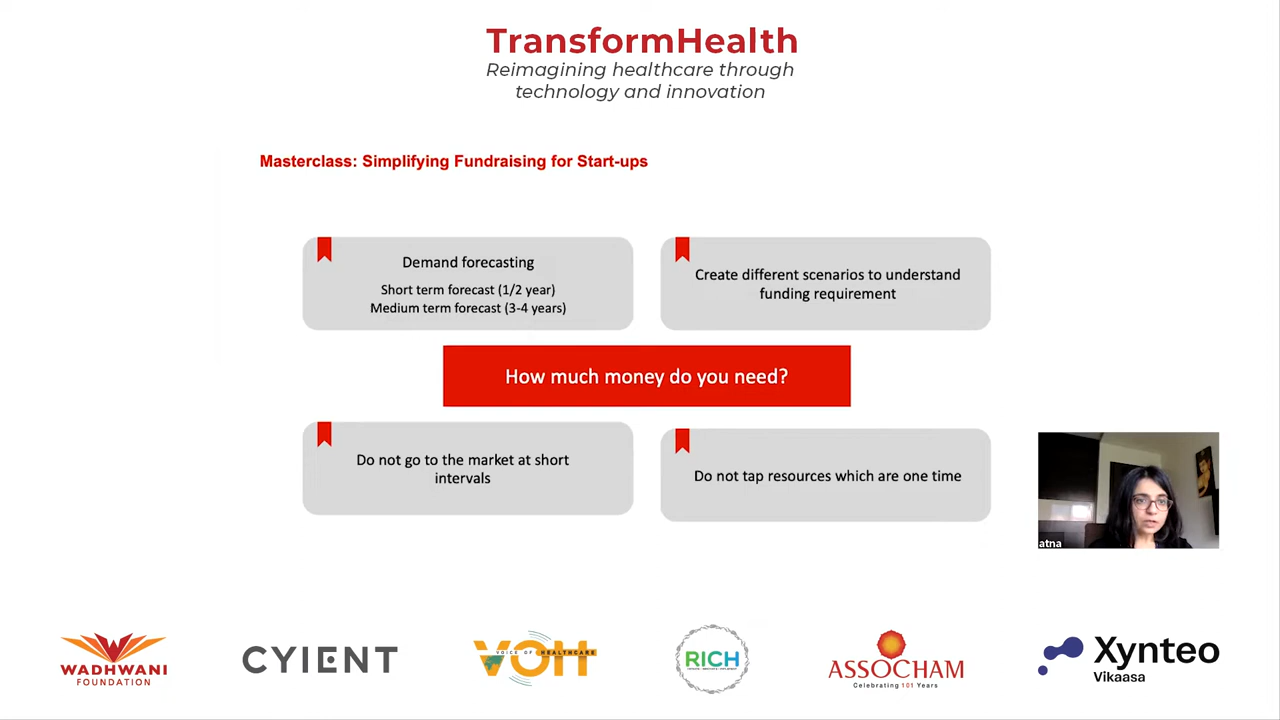 TransformHealth
Reimagining healthcare through
technology and innovation
Masterclass: Simplifying Fundraising for Start-ups
Demand forecasting
Short term forecast (1/2 year)
Medium term forecast (3-4 years)
Create different scenarios to understand
funding requirement
How much money do you need?
Do not go to the market at short
intervals
Do not tap resources which are one time
atna
WADHWANI
FOUNDATION
CYIENT
VOH
VOICE OF HEALTHCARE
RICH
ASSOCHAM
Celebrating 101 Years
Xynteo
Vikaasa